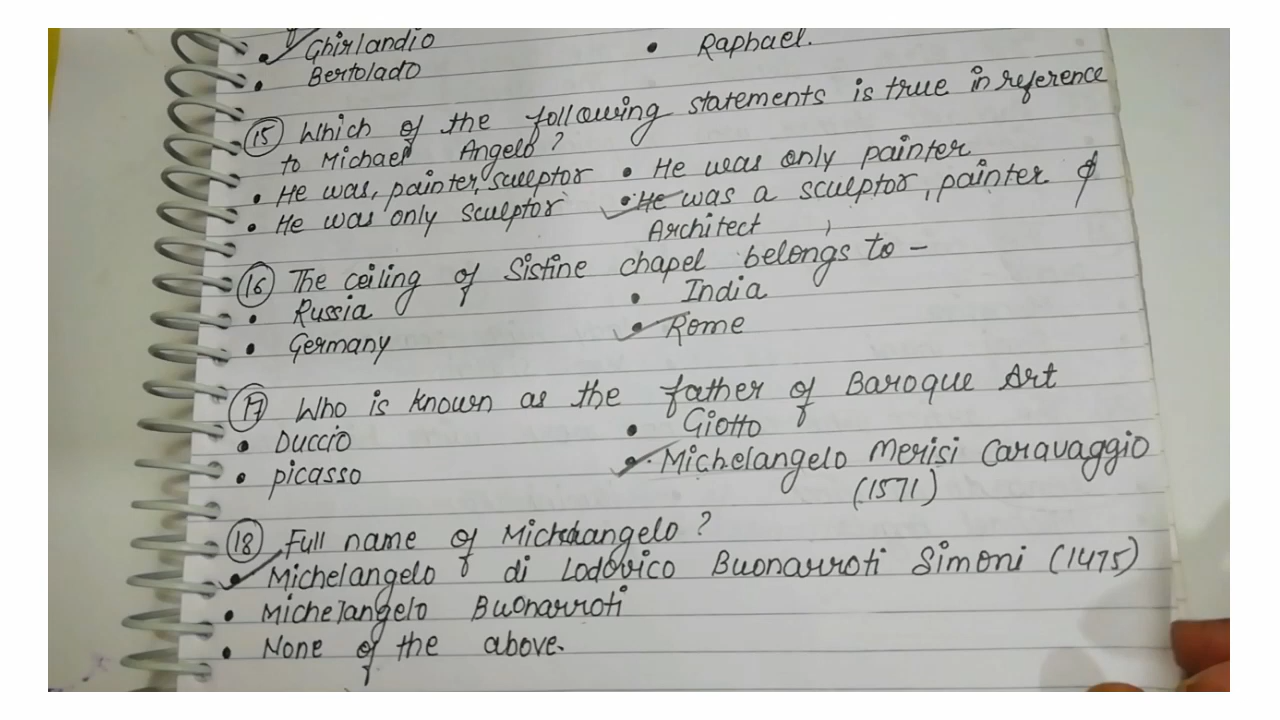 Ghirlandio • Raphael.
• Bertolado
(15) Which of the following statements is true in reference
to Michael Angelo?
• He was, painter, sculptor • He was only painter
• He was only sculptor • He was a sculptor, painter &
Architect
(16) The ceiling of Sistine chapel belongs to -
• Russia • India
• Germany • Rome
(17) Who is known as the father of Baroque Art
• Duccio • Giotto
• picasso • Michelangelo Merisi Caravaggio
(1571)
(18) Full name of Michelangelo?
• Michelangelo di Lodovico Buonarroti Simoni (1475)
• Michelangelo Buonarroti
• None of the above.